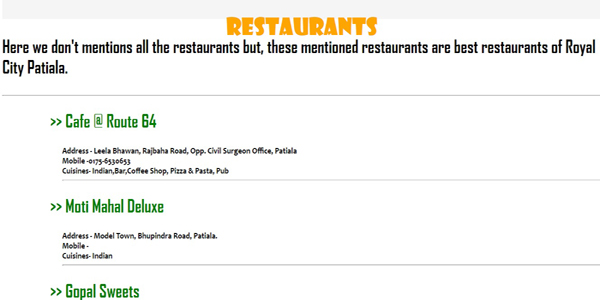 RESTAURANTS
Here we don't mentions all the restaurants but, these mentioned restaurants are best restaurants of Royal
City Patiala.
>> Cafe @ Route 64
Address - Leela Bhawan, Rajbaha Road, Opp. Civil Surgeon Office, Patiala
Mobile -0175-6530653
Cuisines- Indian,Bar,Coffee Shop, Pizza & Pasta, Pub
>> Moti Mahal Deluxe
Address - Model Town, Bhupindra Road, Patiala.
Mobile -
Cuisines- Indian
>> Gopal Sweets